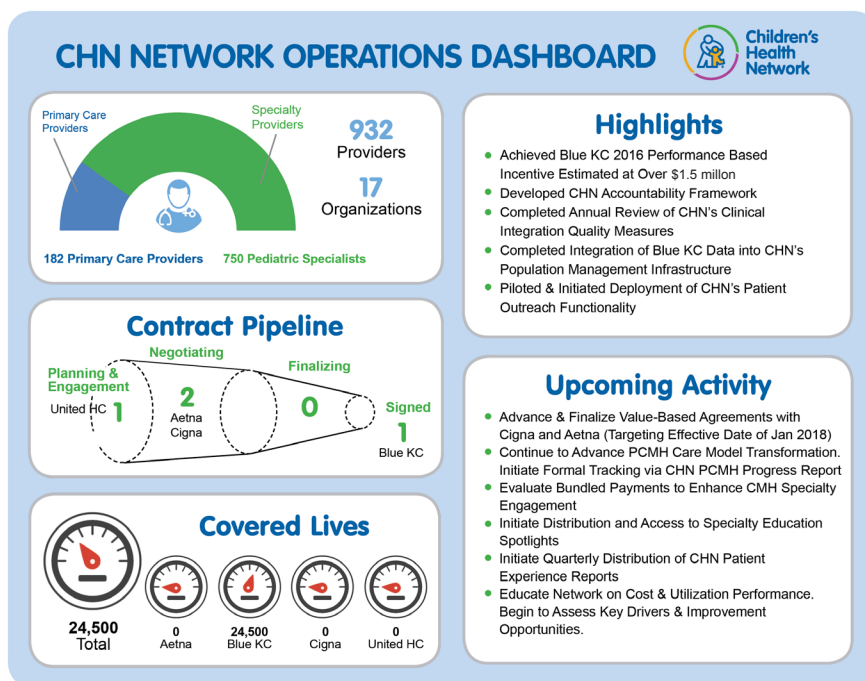 CHN NETWORK OPERATIONS DASHBOARD
Children's
Health
Network
Primary Care
Providers
Specialty
Providers
932
Providers
17
Organizations
182 Primary Care Providers
750 Pediatric Specialists
Contract Pipeline
Planning &
Engagement
United HC 1
Negotiating
2
Aetna
Cigna
Finalizing
0
Signed
1
Blue KC
Covered Lives
24,500
Total
0
Aetna
24,500
Blue KC
0
Cigna
0
United HC
Highlights
Achieved Blue KC 2016 Performance Based
Incentive Estimated at Over $1.5 millon
Developed CHN Accountability Framework
Completed Annual Review of CHN's Clinical
Integration Quality Measures
Completed Integration of Blue KC Data into CHN's
Population Management Infrastructure
Piloted & Initiated Deployment of CHN's Patient
Outreach Functionality
Upcoming Activity
Advance & Finalize Value-Based Agreements with
Cigna and Aetna (Targeting Effective Date of Jan 2018)
Continue to Advance PCMH Care Model Transformation.
Initiate Formal Tracking via CHN PCMH Progress Report
Evaluate Bundled Payments to Enhance CMH Specialty
Engagement
Initiate Distribution and Access to Specialty Education
Spotlights
Initiate Quarterly Distribution of CHN Patient
Experience Reports
Educate Network on Cost & Utilization Performance.
Begin to Assess Key Drivers & Improvement
Opportunities.